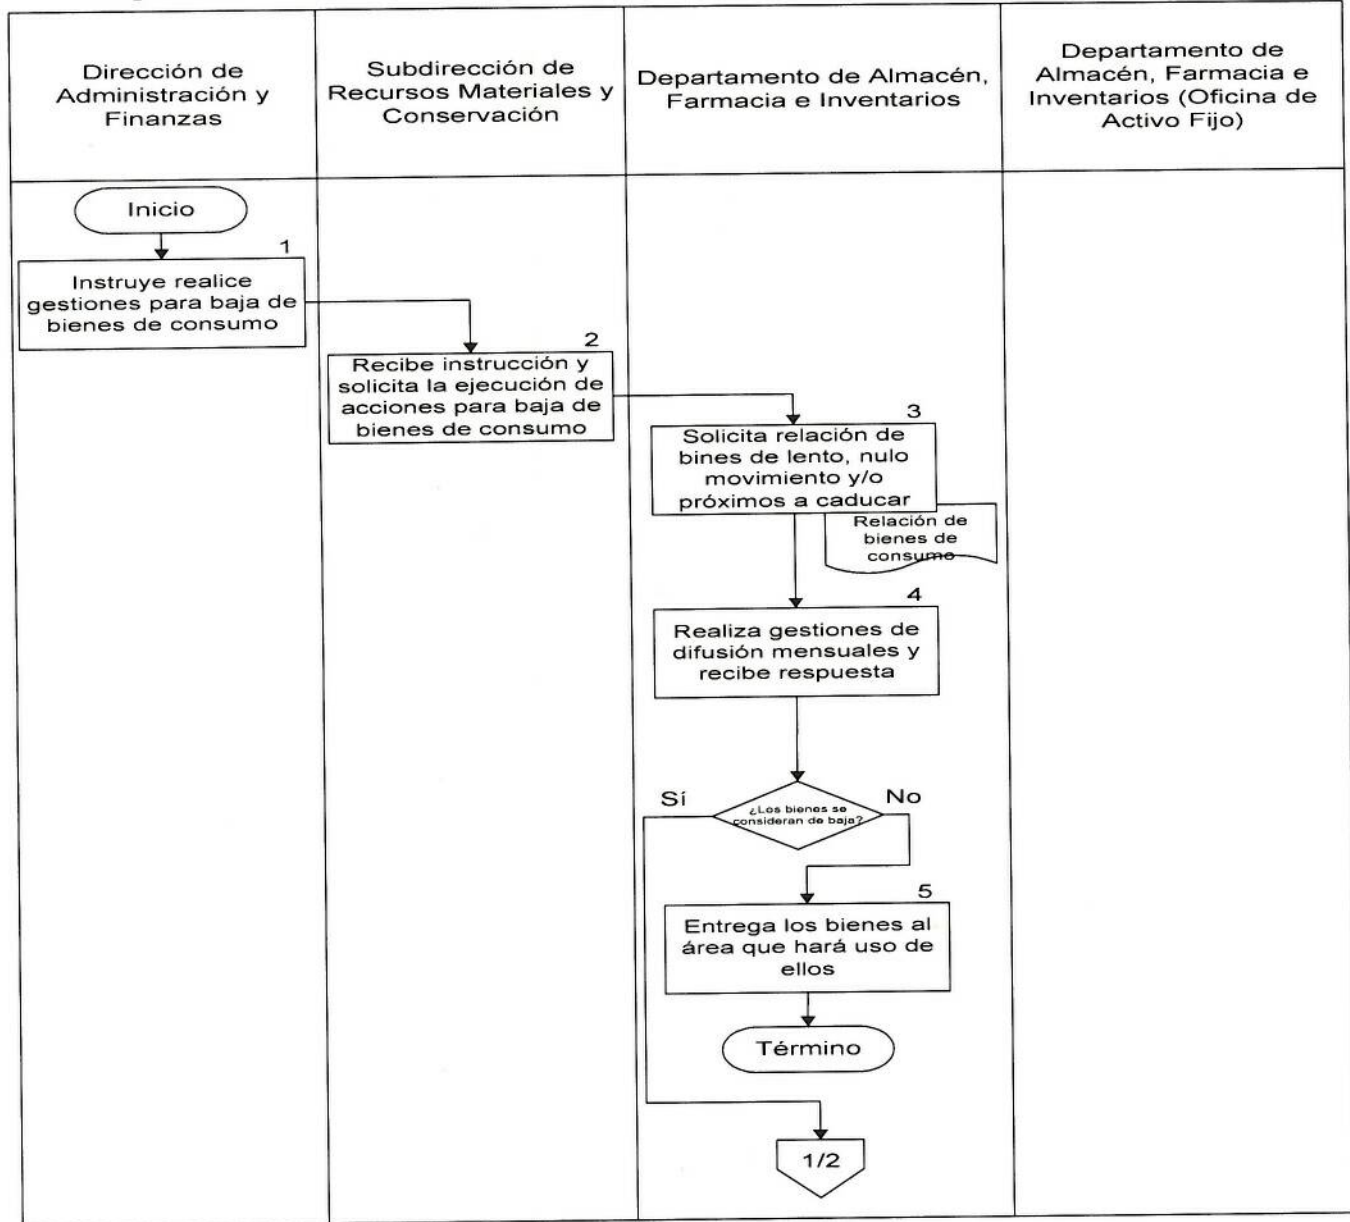 Dirección de
Administración y
Finanzas
Subdirección de
Recursos Materiales y
Conservación
Departamento de Almacén,
Farmacia e Inventarios
Departamento de
Almacén, Farmacia e
Inventarios (Oficina de
Activo Fijo)
Inicio
1
Instruye realice
gestiones para baja de
bienes de consumo
2
Recibe instrucción y
solicita la ejecución de
acciones para baja de
bienes de consumo
3
Solicita relación de
bines de lento, nulo
movimiento y/o
próximos a caducar
Relación de
bienes de
consumo
4
Realiza gestiones de
difusión mensuales y
recibe respuesta
Sí
¿Los bienes se
consideran de baja?
No
5
Entrega los bienes al
área que hará uso de
ellos
Término
1/2